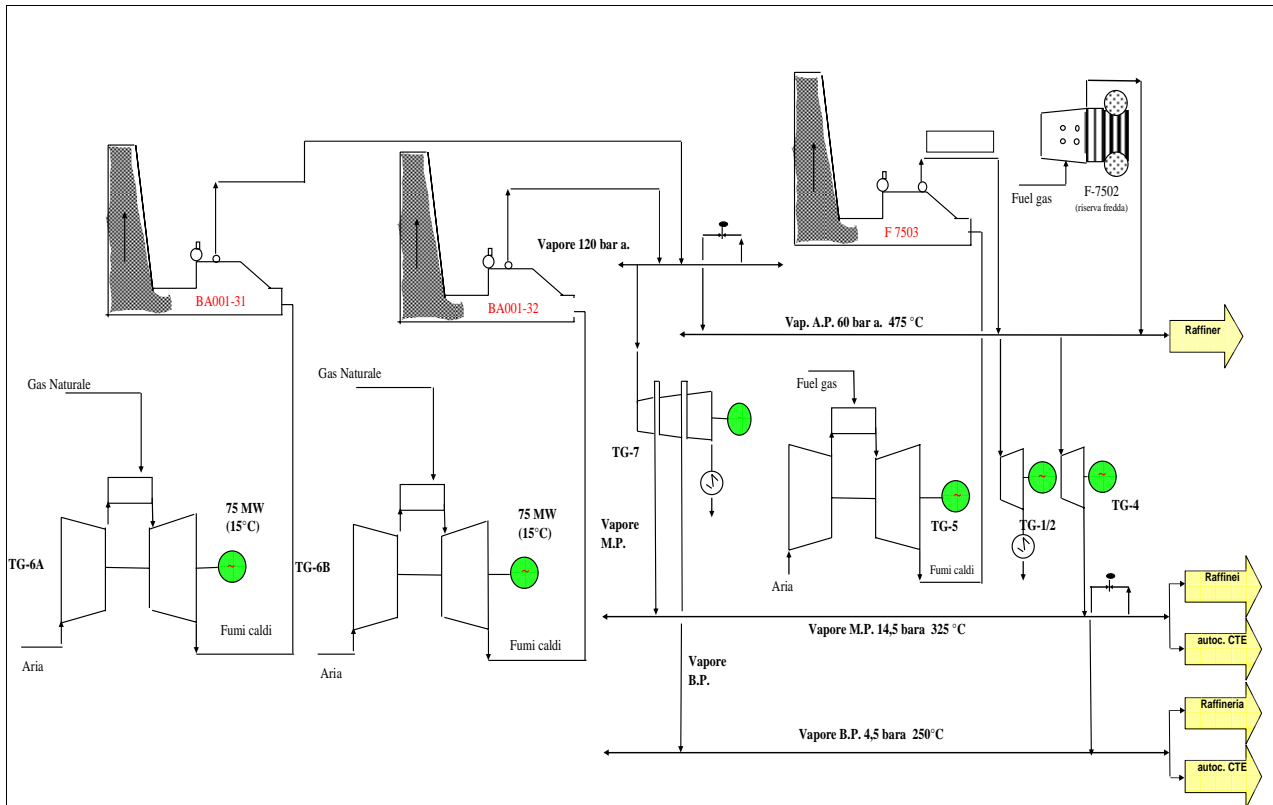 F-7502
(riserva fredda)
Fuel gas
F 7503
Vapore 120 bar a.
BA001-31
BA001-32
Vap. A.P. 60 bar a. 475 °C
Raffiner
Gas Naturale
Gas Naturale
Fuel gas
TG-7
75 MW
(15°C)
75 MW
(15°C)
Vapore
M.P.
TG-5
TG-1/2
TG-4
TG-6A
TG-6B
~
~
~
~
~
~
Aria
Fumi caldi
Raffinei
Vapore M.P. 14,5 bara 325 °C
Fumi caldi
Fumi caldi
autoc. CTE
Aria
Aria
Vapore
B.P.
Raffineria
Vapore B.P. 4,5 bara 250°C
autoc. CTE